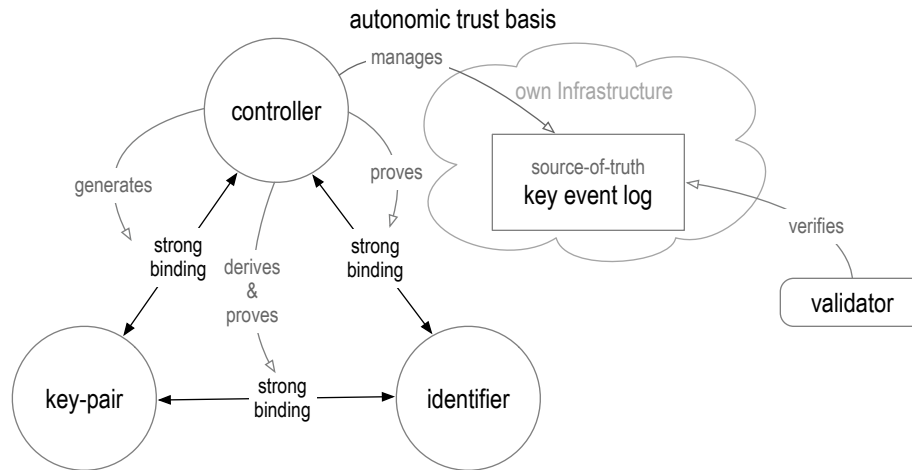 autonomic trust basis
manages
own Infrastructure
controller
source-of-truth
key event log
generates
proves
verifies
strong
binding
derives
&
proves
strong
binding
validator
key-pair
strong
binding
identifier